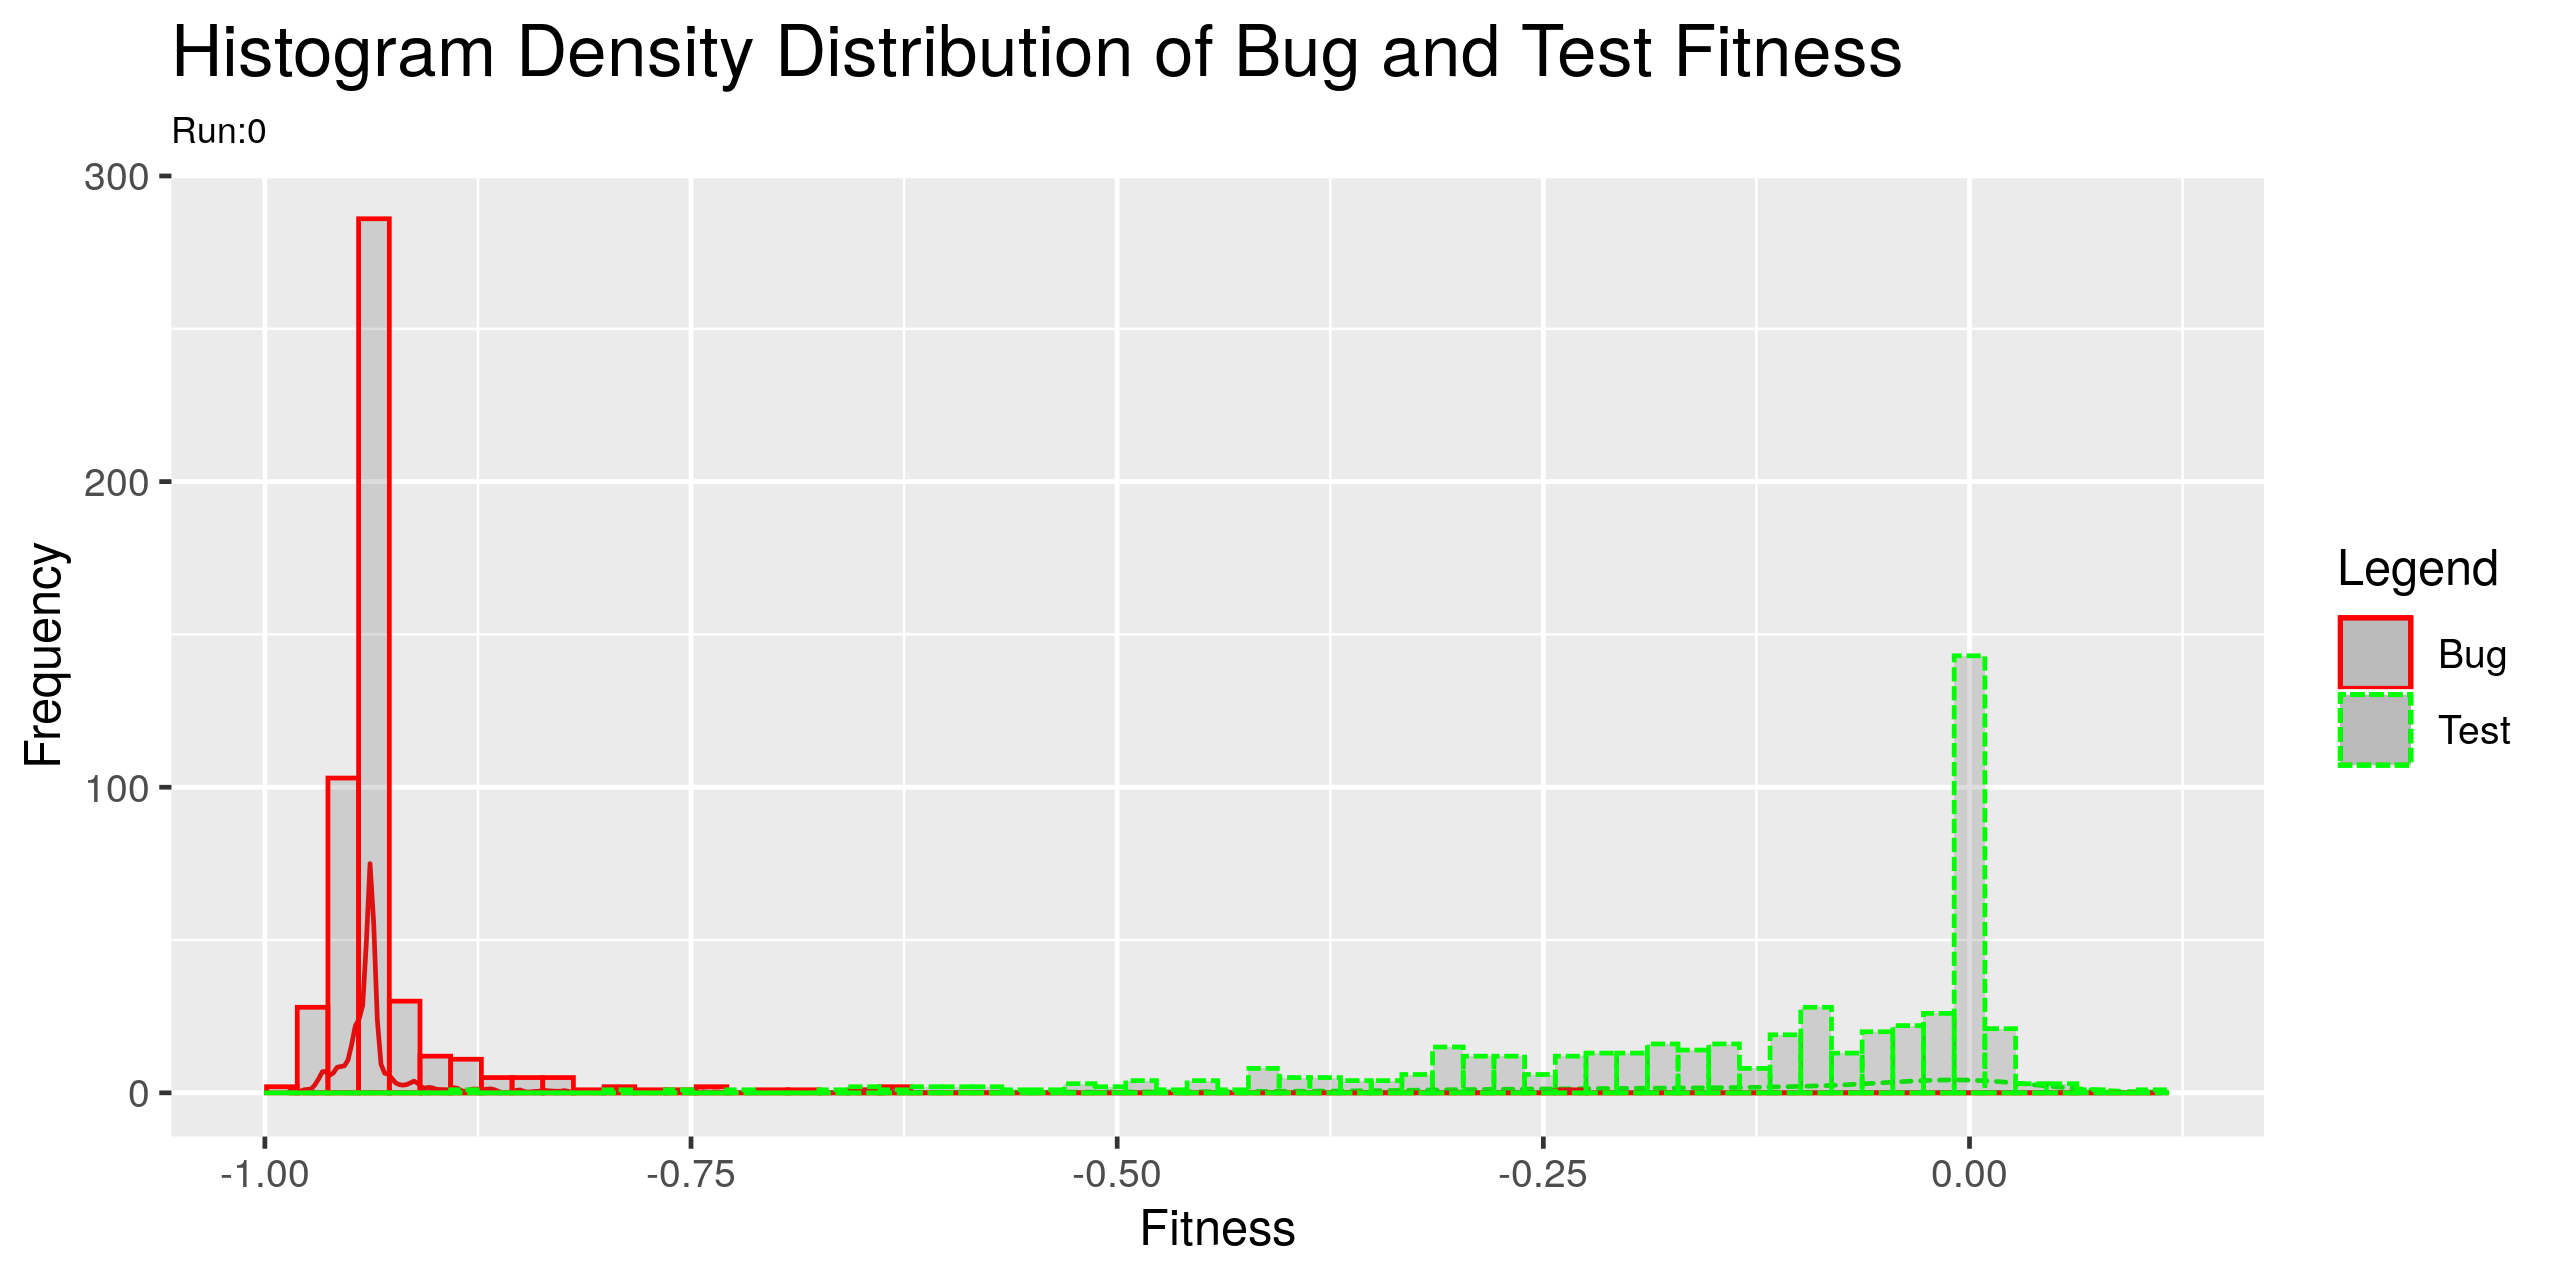 Histogram Density Distribution of Bug and Test Fitness
Run:0
Frequency
300
200
100
0
-1.00 -0.75 -0.50 -0.25 0.00
Fitness
Legend
Bug
Test